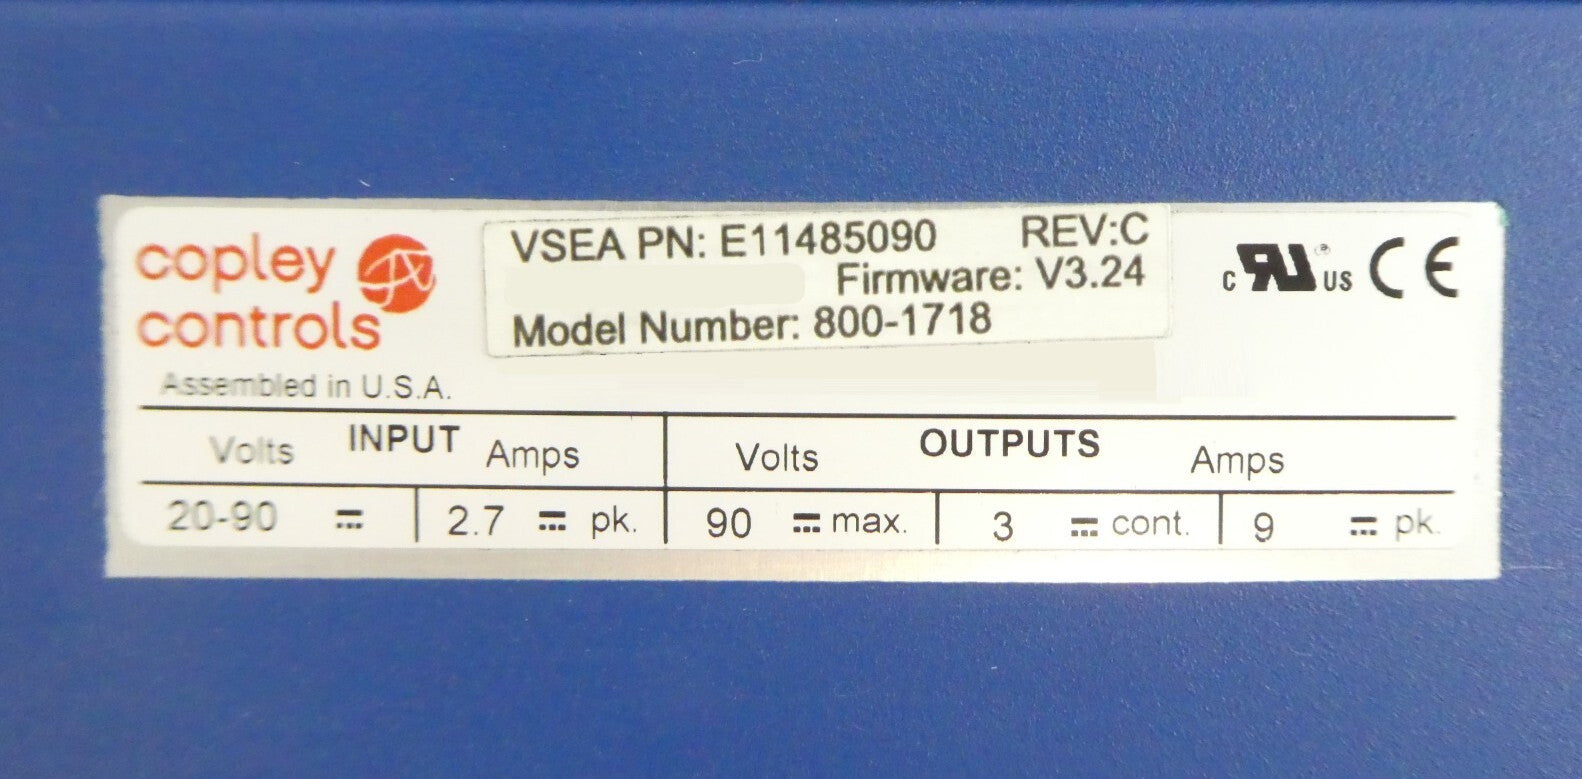 copley
controls
VSEA PN: E11485090 REV:C
Firmware: V3.24
Model Number: 800-1718
c RU ® US CE
Assembled in U.S.A.
INPUT OUTPUTS
Volts Amps Volts Amps
20-90 ⎓ 2.7 ⎓ pk. 90 ⎓ max. 3 ⎓ cont. 9 ⎓ pk.